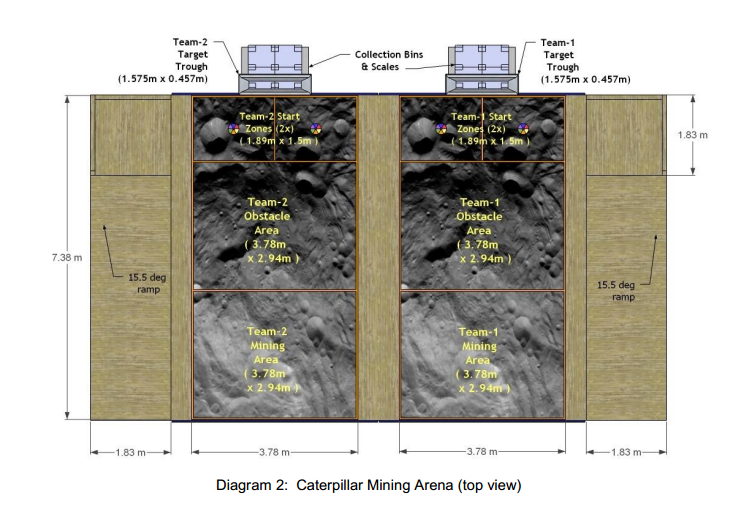 Team-2
Target
Trough
(1.575m x 0.457m)
Collection Bins
& Scales
Team-1
Target
Trough
(1.575m x 0.457m)
Team-2 Start
Zones (2x)
( 1.89m x 1.5m )
Team-1 Start
Zones (2x)
( 1.89m x 1.5m )
1.83 m
Team-2
Obstacle
Area
( 3.78m
x 2.94m )
Team-1
Obstacle
Area
( 3.78m
x 2.94m )
7.38 m
15.5 deg
ramp
15.5 deg
ramp
Team-2
Mining
Area
( 3.78m
x 2.94m )
Team-1
Mining
Area
( 3.78m
x 2.94m )
1.83 m
3.78 m
3.78 m
1.83 m
Diagram 2: Caterpillar Mining Arena (top view)